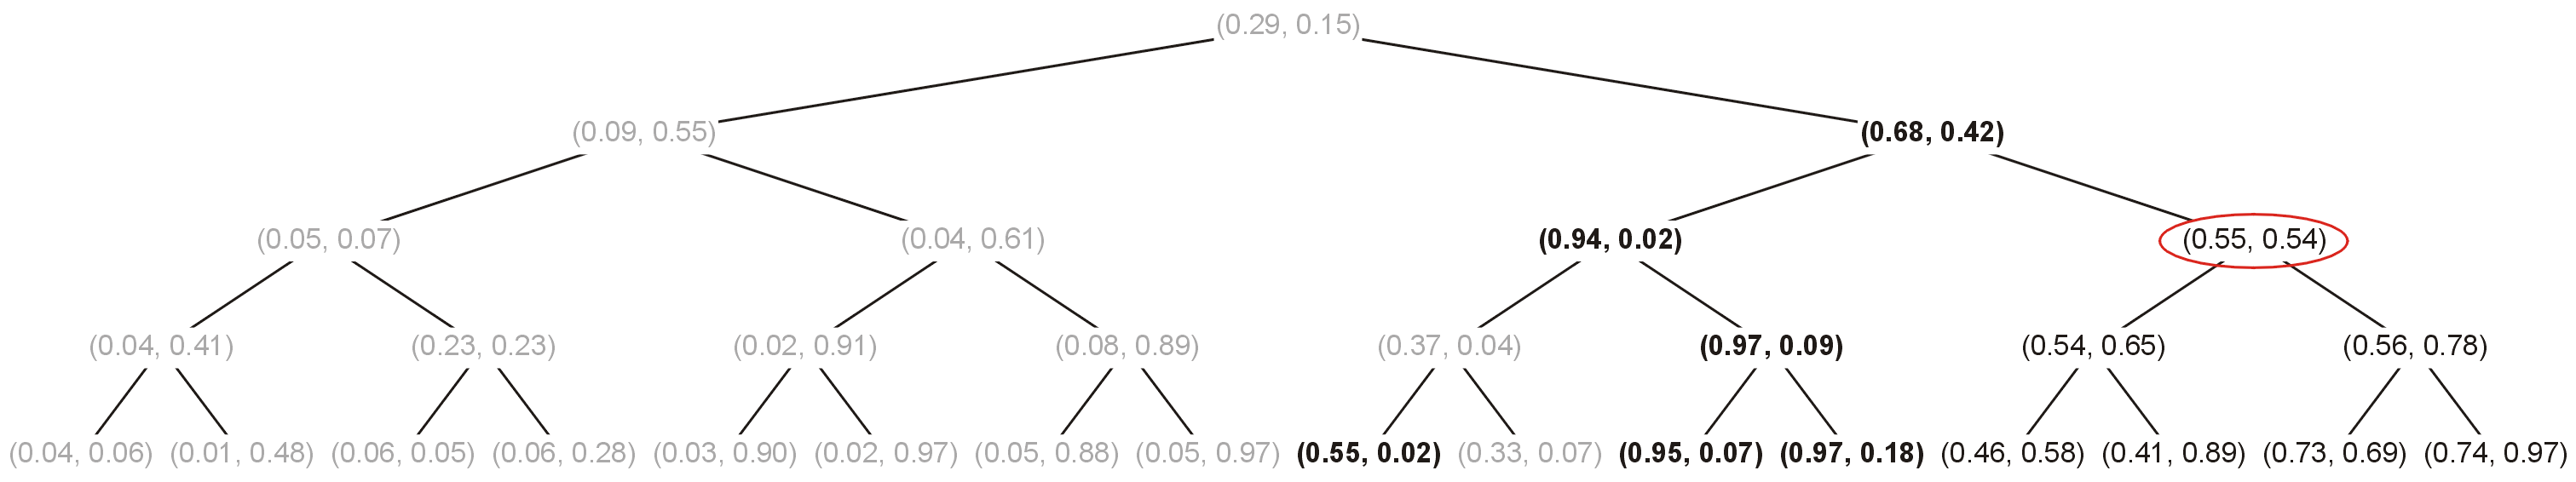 (0.29, 0.15)
(0.09, 0.55) (0.68, 0.42)
(0.05, 0.07) (0.04, 0.61) (0.94, 0.02) (0.55, 0.54)
(0.04, 0.41) (0.23, 0.23) (0.02, 0.91) (0.08, 0.89) (0.37, 0.04) (0.97, 0.09) (0.54, 0.65) (0.56, 0.78)
(0.04, 0.06) (0.01, 0.48) (0.06, 0.05) (0.06, 0.28) (0.03, 0.90) (0.02, 0.97) (0.05, 0.88) (0.05, 0.97) (0.55, 0.02) (0.33, 0.07) (0.95, 0.07) (0.97, 0.18) (0.46, 0.58) (0.41, 0.89) (0.73, 0.69) (0.74, 0.97)